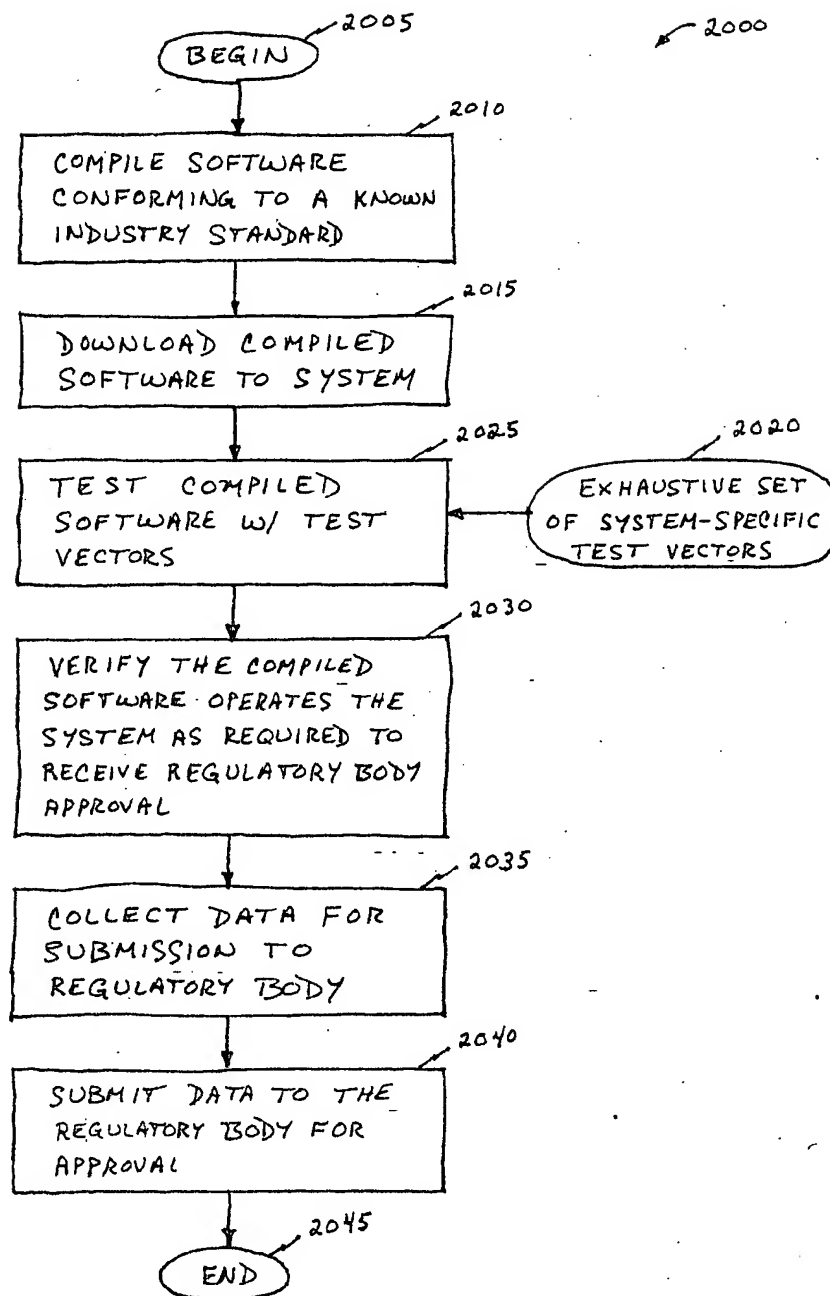 2005
BEGIN
2000
2010
COMPILE SOFTWARE
CONFORMING TO A KNOWN
INDUSTRY STANDARD
2015
DOWNLOAD COMPILED
SOFTWARE TO SYSTEM
2025
TEST COMPILED
SOFTWARE W/ TEST
VECTORS
2020
EXHAUSTIVE SET
OF SYSTEM-SPECIFIC
TEST VECTORS
2030
VERIFY THE COMPILED
SOFTWARE OPERATES THE
SYSTEM AS REQUIRED TO
RECEIVE REGULATORY BODY
APPROVAL
2035
COLLECT DATA FOR
SUBMISSION TO
REGULATORY BODY
2040
SUBMIT DATA TO THE
REGULATORY BODY FOR
APPROVAL
2045
END